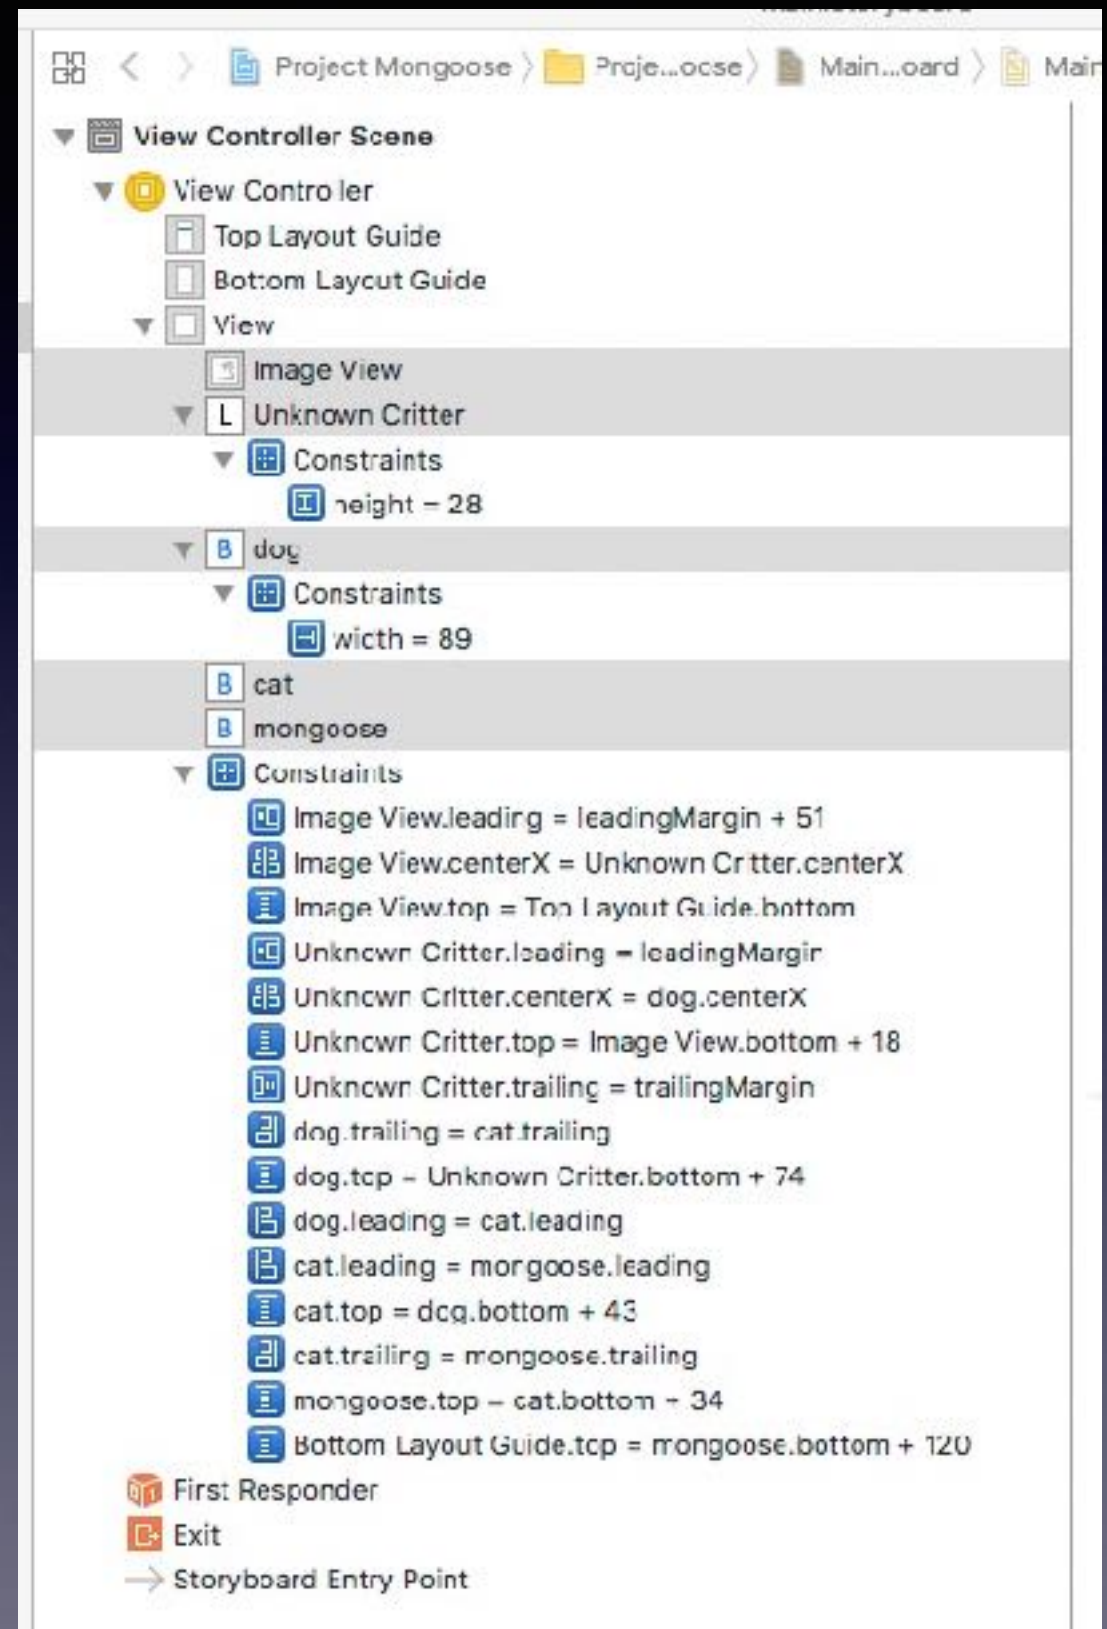 Project Mongoose Proje...oose Main...oard Main
View Controller Scene
View Controller
Top Layout Guide
Bottom Layout Guide
View
Image View
L Unknown Critter
Constraints
height = 28
B dog
Constraints
width = 89
B cat
B mongoose
Constraints
Image View.leading = leadingMargin + 51
Image View.centerX = Unknown Critter.centerX
Image View.top = Top Layout Guide.bottom
Unknown Critter.leading = leadingMargin
Unknown Critter.centerX = dog.centerX
Unknown Critter.top = Image View.bottom + 18
Unknown Critter.trailing = trailingMargin
dog.trailing = cat.trailing
dog.top = Unknown Critter.bottom + 74
dog.leading = cat.leading
cat.leading = mongoose.leading
cat.top = dog.bottom + 43
cat.trailing = mongoose.trailing
mongoose.top = cat.bottom + 34
Bottom Layout Guide.top = mongoose.bottom + 120
First Responder
Exit
Storyboard Entry Point